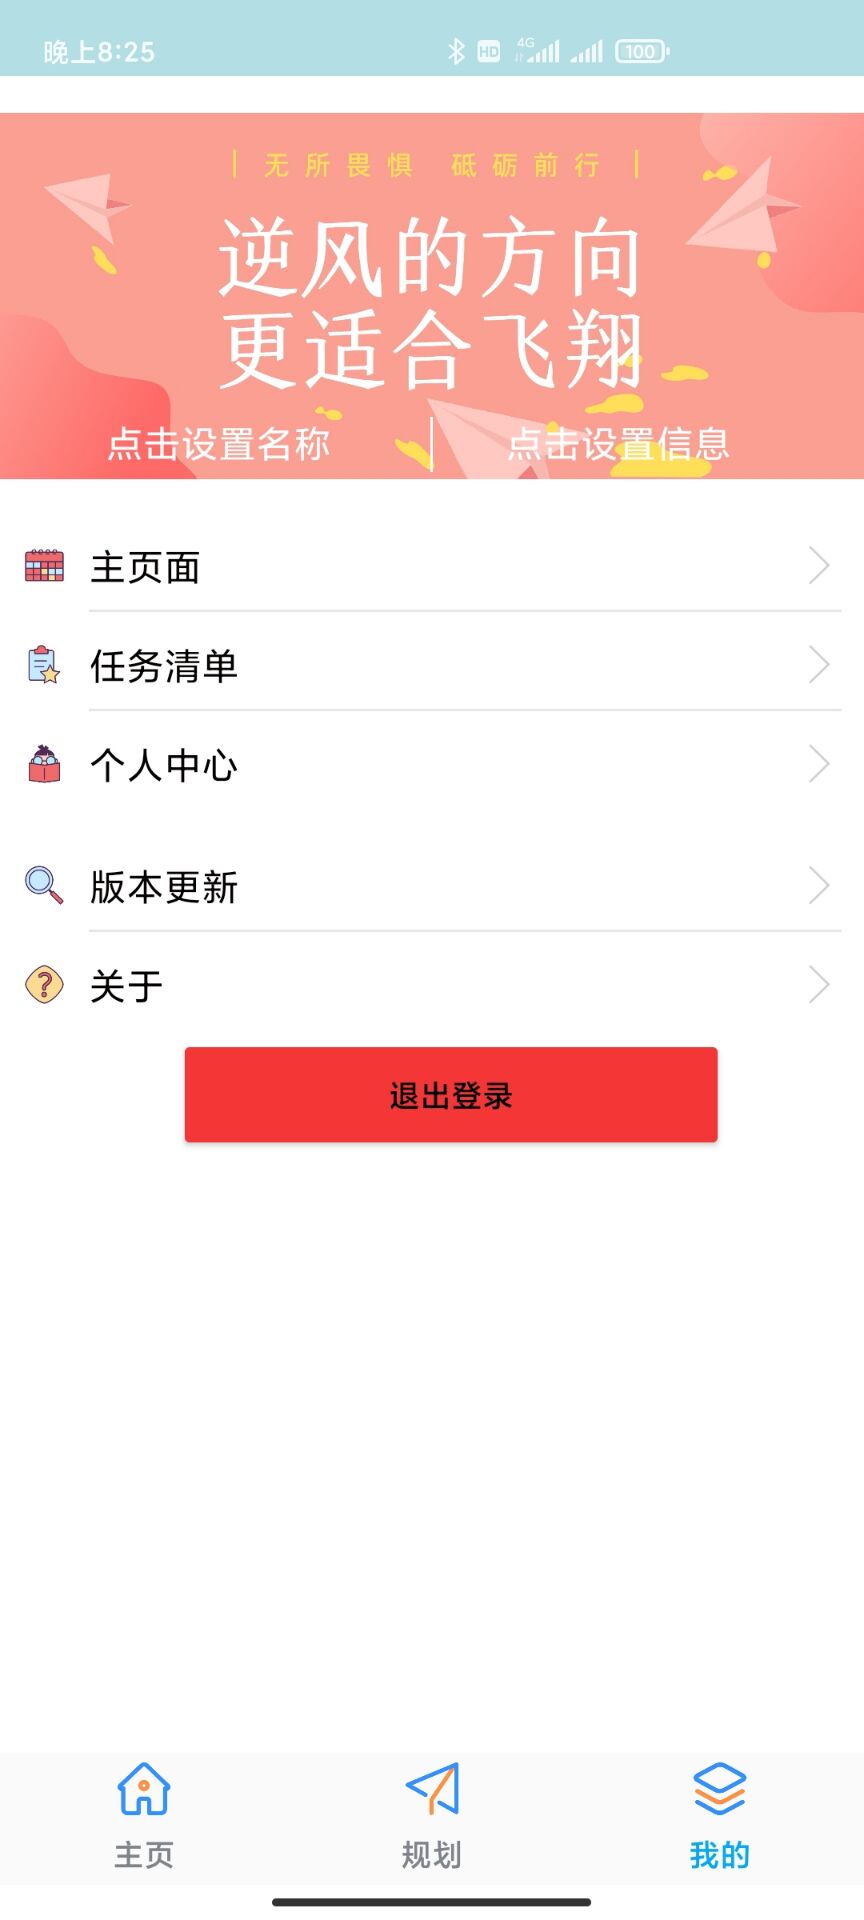 晚上8:25
HD 4G 100
无所畏惧 砥砺前行
逆风的方向
更适合飞翔
点击设置名称
点击设置信息
主页面
任务清单
个人中心
版本更新
关于
退出登录
主页
规划
我的